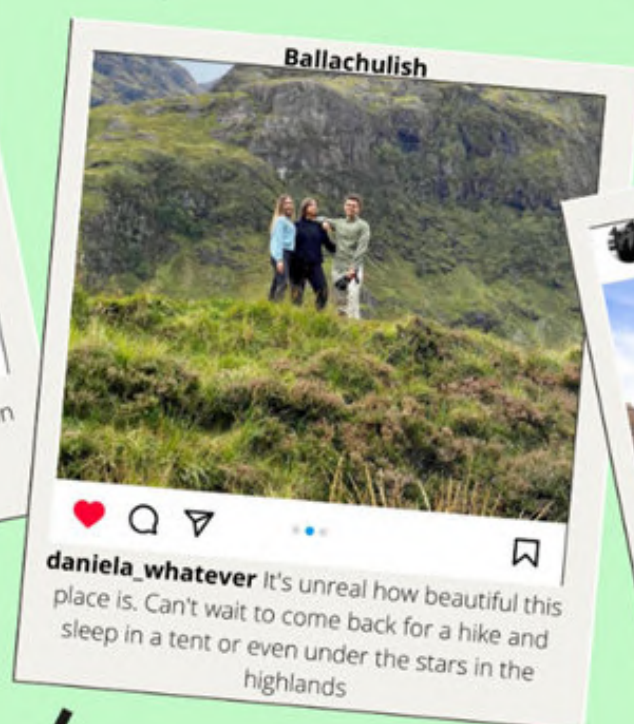 Ballachulish
n
daniela_whatever It's unreal how beautiful this
place is. Can't wait to come back for a hike and
sleep in a tent or even under the stars in the
highlands